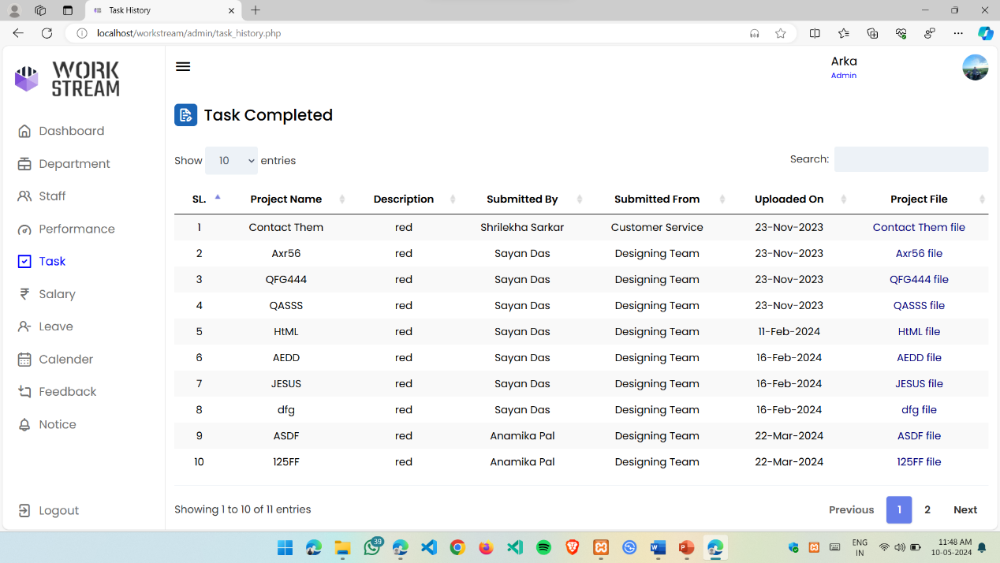 Task History
localhost/workstream/admin/task_history.php
WORK
STREAM
Arka
Admin
Dashboard
Department
Staff
Performance
Task
Salary
Leave
Calender
Feedback
Notice
Logout
Task Completed
Show 10 entries
Search:
SL. Project Name Description Submitted By Submitted From Uploaded On Project File
1 Contact Them red Shrilekha Sarkar Customer Service 23-Nov-2023 Contact Them file
2 Axr56 red Sayan Das Designing Team 23-Nov-2023 Axr56 file
3 QFG444 red Sayan Das Designing Team 23-Nov-2023 QFG444 file
4 QASSS red Sayan Das Designing Team 23-Nov-2023 QASSS file
5 HtML red Sayan Das Designing Team 11-Feb-2024 HtML file
6 AEDD red Sayan Das Designing Team 16-Feb-2024 AEDD file
7 JESUS red Sayan Das Designing Team 16-Feb-2024 JESUS file
8 dfg red Sayan Das Designing Team 16-Feb-2024 dfg file
9 ASDF red Anamika Pal Designing Team 22-Mar-2024 ASDF file
10 125FF red Anamika Pal Designing Team 22-Mar-2024 125FF file
Showing 1 to 10 of 11 entries
Previous 1 2 Next
39
ENG
IN
11:48 AM
10-05-2024